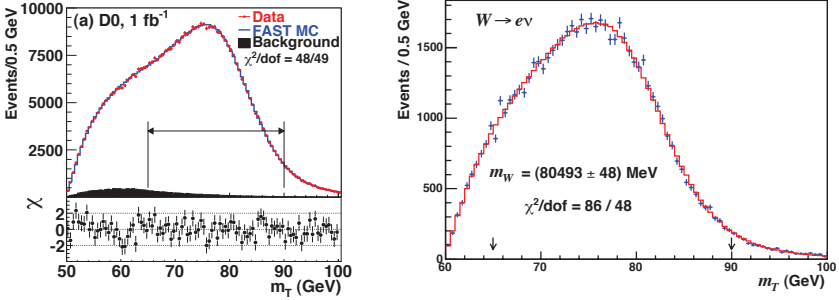 (a) D0, 1 fb⁻¹
Data
FAST MC
Background
χ²/dof = 48/49
Events/0.5 GeV
10000
7500
5000
2500
χ
2
0
-2
50
60
70
80
90
100
m_T (GeV)
W → eν
m_W = (80493 ± 48) MeV
χ²/dof = 86 / 48
Events / 0.5 GeV
1500
1000
500
0
60
70
80
90
100
m_T (GeV)